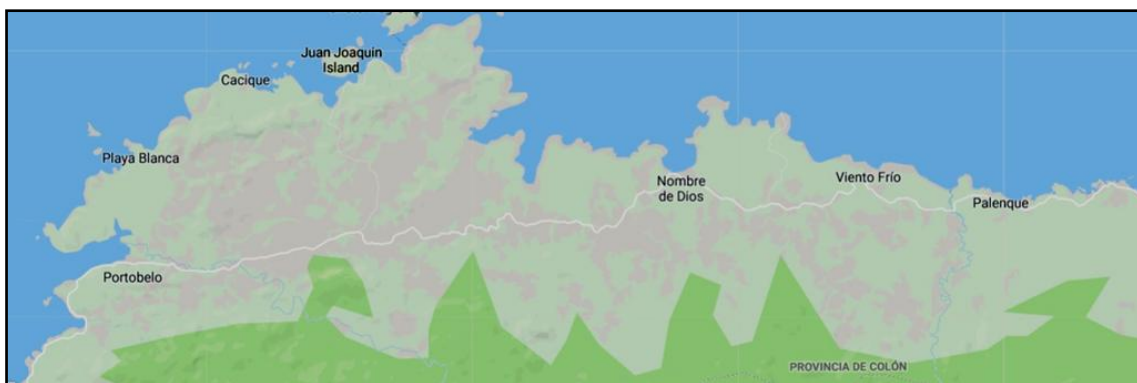 Juan Joaquin
Island
Cacique
Playa Blanca
Nombre
de Dios
Viento Frío
Palenque
Portobelo
PROVINCIA DE COLÓN